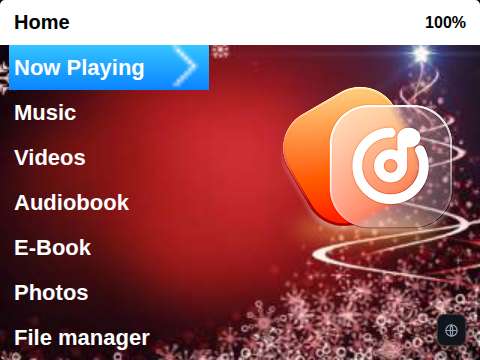 Home
100%
Now Playing
Music
Videos
Audiobook
E-Book
Photos
File manager